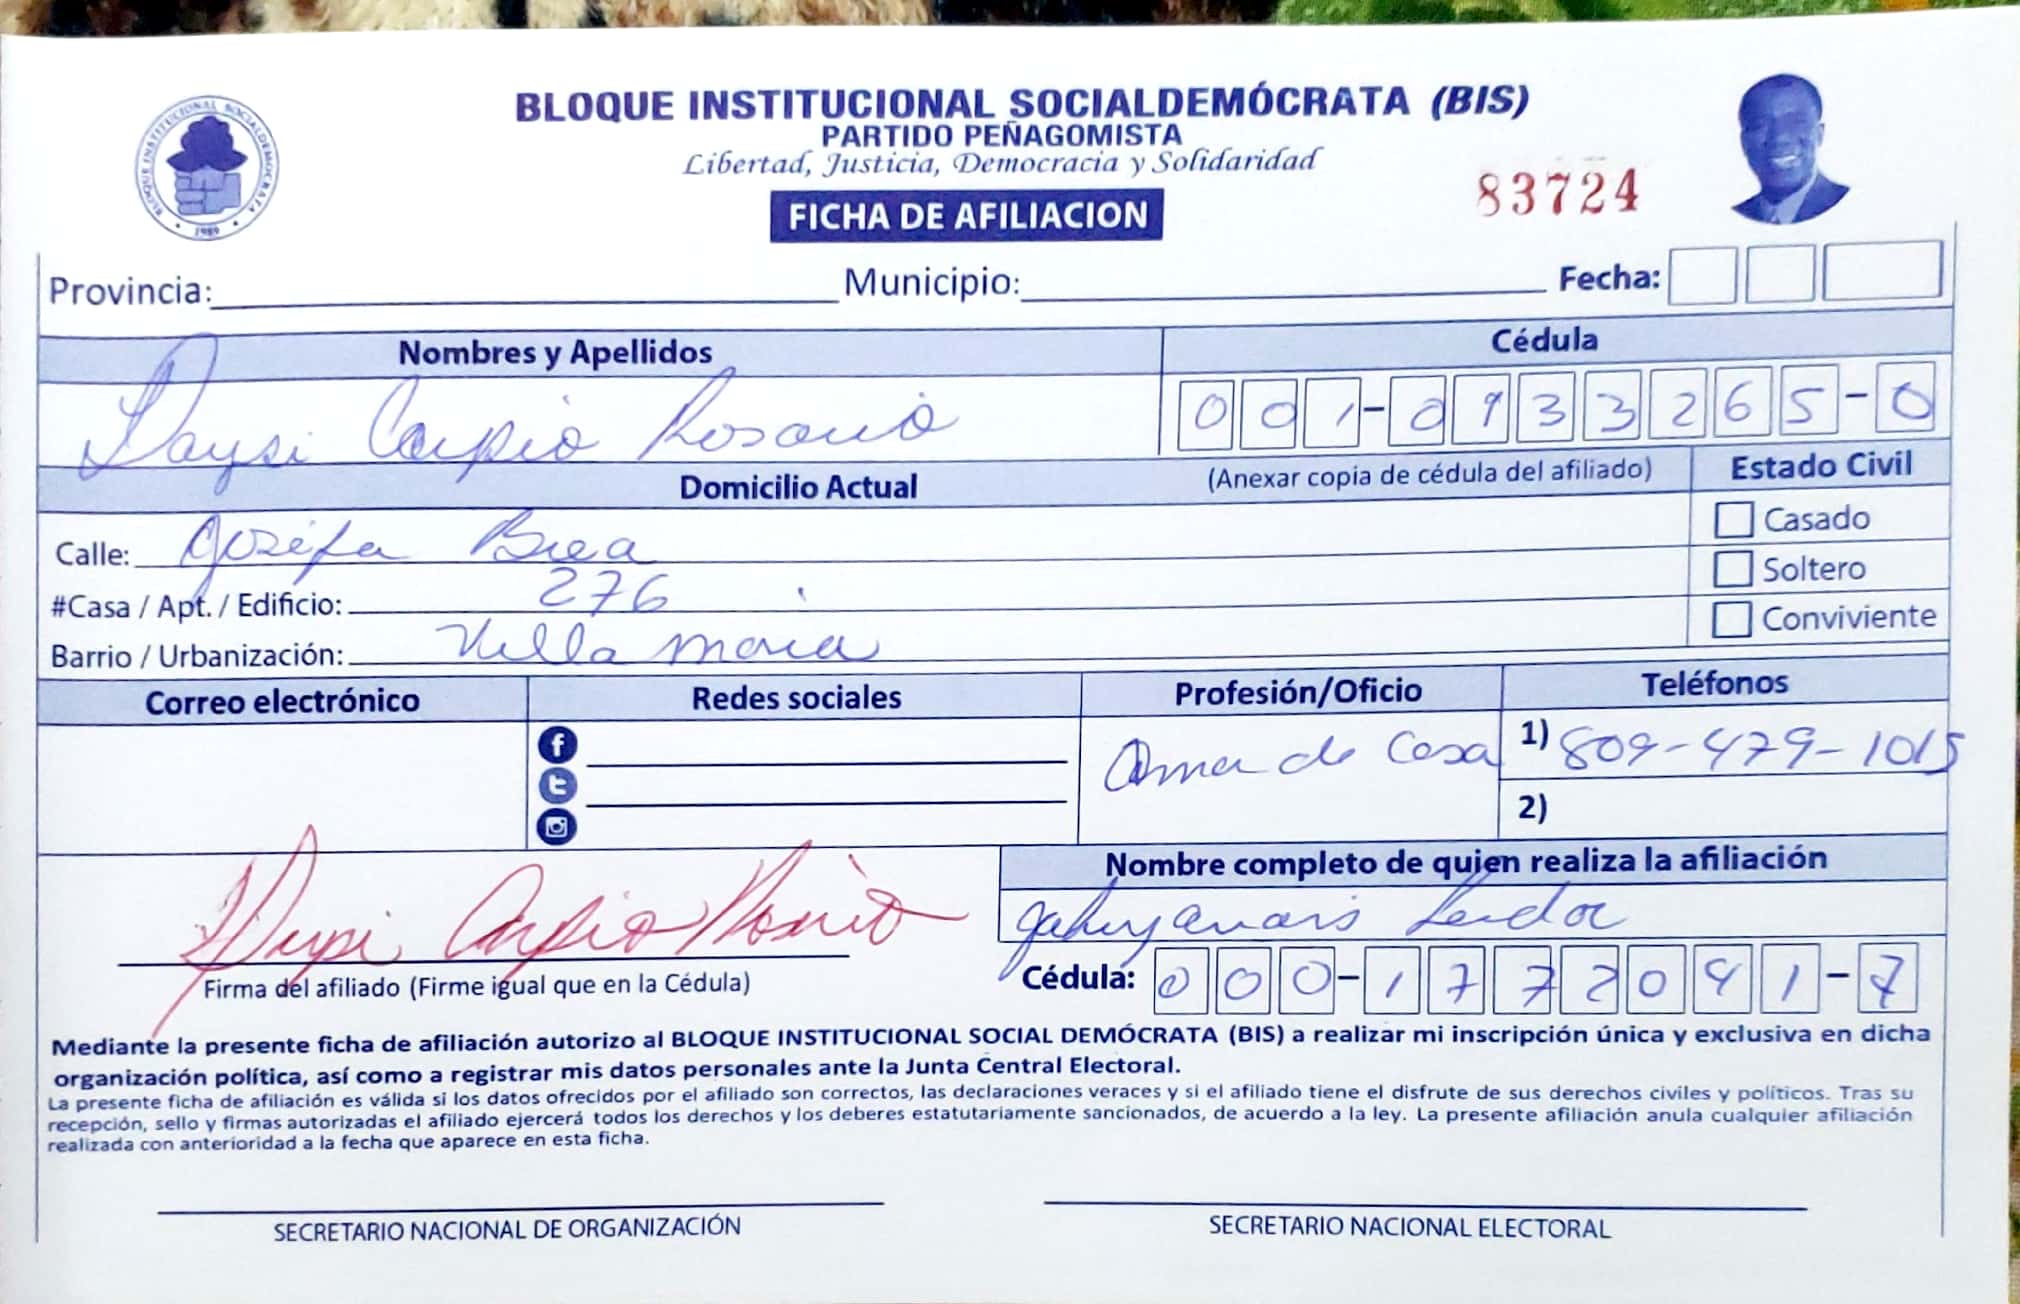 BLOQUE INSTITUCIONAL SOCIALDEMÓCRATA (BIS)
PARTIDO PEÑAGOMISTA
Libertad, Justicia, Democracia y Solidaridad
BLOQUE INSTITUCIONAL SOCIALDEMOCRATA
1989
83724
FICHA DE AFILIACION
Provincia: Municipio: Fecha:
Nombres y Apellidos Cédula
Daysi Carpio Rosario 001-0933265-0
Domicilio Actual (Anexar copia de cédula del afiliado) Estado Civil
Calle: Josefa Brea Casado
#Casa / Apt. / Edificio: 276 Soltero
Barrio / Urbanización: Villa Maria Conviviente
Correo electrónico Redes sociales Profesión/Oficio Teléfonos
Ama de Casa 1) 809-479-1015
2)
Nombre completo de quien realiza la afiliación
Daysi Carpio Rosario
Firma del afiliado (Firme igual que en la Cédula) Cédula: 000-1772041-7
Mediante la presente ficha de afiliación autorizo al BLOQUE INSTITUCIONAL SOCIAL DEMÓCRATA (BIS) a realizar mi inscripción única y exclusiva en dicha
organización política, así como a registrar mis datos personales ante la Junta Central Electoral.
La presente ficha de afiliación es válida si los datos ofrecidos por el afiliado son correctos, las declaraciones veraces y si el afiliado tiene el disfrute de sus derechos civiles y políticos. Tras su
recepción, sello y firmas autorizadas el afiliado ejercerá todos los derechos y los deberes estatutariamente sancionados, de acuerdo a la ley. La presente afiliación anula cualquier afiliación
realizada con anterioridad a la fecha que aparece en esta ficha.
SECRETARIO NACIONAL DE ORGANIZACIÓN SECRETARIO NACIONAL ELECTORAL